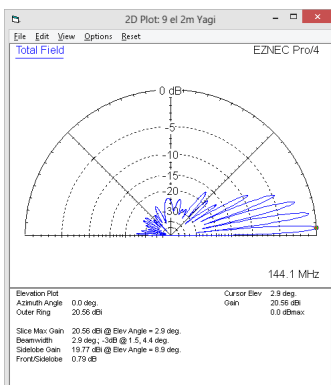 2D Plot: 9 el 2m Yagi
File Edit View Options Reset
Total Field EZNEC Pro/4
0 dB
-5
-10
-15
-20
-30
144.1 MHz
Elevation Plot Cursor Elev 2.9 deg.
Azimuth Angle 0.0 deg. Gain 20.56 dBi
Outer Ring 20.56 dBi 0.0 dBmax
Slice Max Gain 20.56 dBi @ Elev Angle = 2.9 deg.
Beamwidth 2.9 deg.; -3dB @ 1.5, 4.4 deg.
Sidelobe Gain 19.77 dBi @ Elev Angle = 8.9 deg.
Front/Sidelobe 0.79 dB